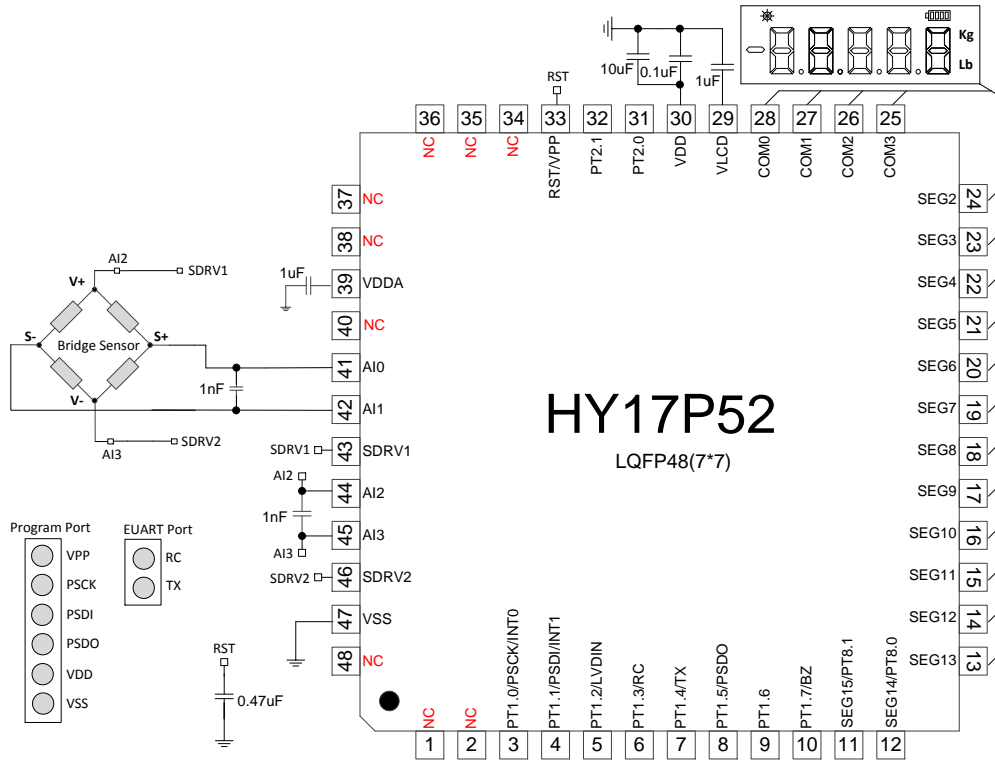 Kg
Lb
10uF
0.1uF
1uF
RST
36
35
34
33
32
31
30
29
28
27
26
25
NC
NC
NC
RST/VPP
PT2.1
PT2.0
VDD
VLCD
COM0
COM1
COM2
COM3
37 NC
38 NC
1uF
39 VDDA
40 NC
41 AI0
42 AI1
SDRV1
43 SDRV1
AI2
44 AI2
1nF
45 AI3
AI3
SDRV2
46 SDRV2
47 VSS
48 NC
AI2
SDRV1
V+
S-
S+
Bridge Sensor
V-
1nF
AI3
SDRV2
HY17P52
LQFP48(7*7)
SEG2 24
SEG3 23
SEG4 22
SEG5 21
SEG6 20
SEG7 19
SEG8 18
SEG9 17
SEG10 16
SEG11 15
SEG12 14
SEG13 13
Program Port
VPP
PSCK
PSDI
PSDO
VDD
VSS
EUART Port
RC
TX
RST
0.47uF
NC
NC
PT1.0/PSCK/INT0
PT1.1/PSDI/INT1
PT1.2/LVDIN
PT1.3/RC
PT1.4/TX
PT1.5/PSDO
PT1.6
PT1.7/BZ
SEG15/PT8.1
SEG14/PT8.0
1
2
3
4
5
6
7
8
9
10
11
12